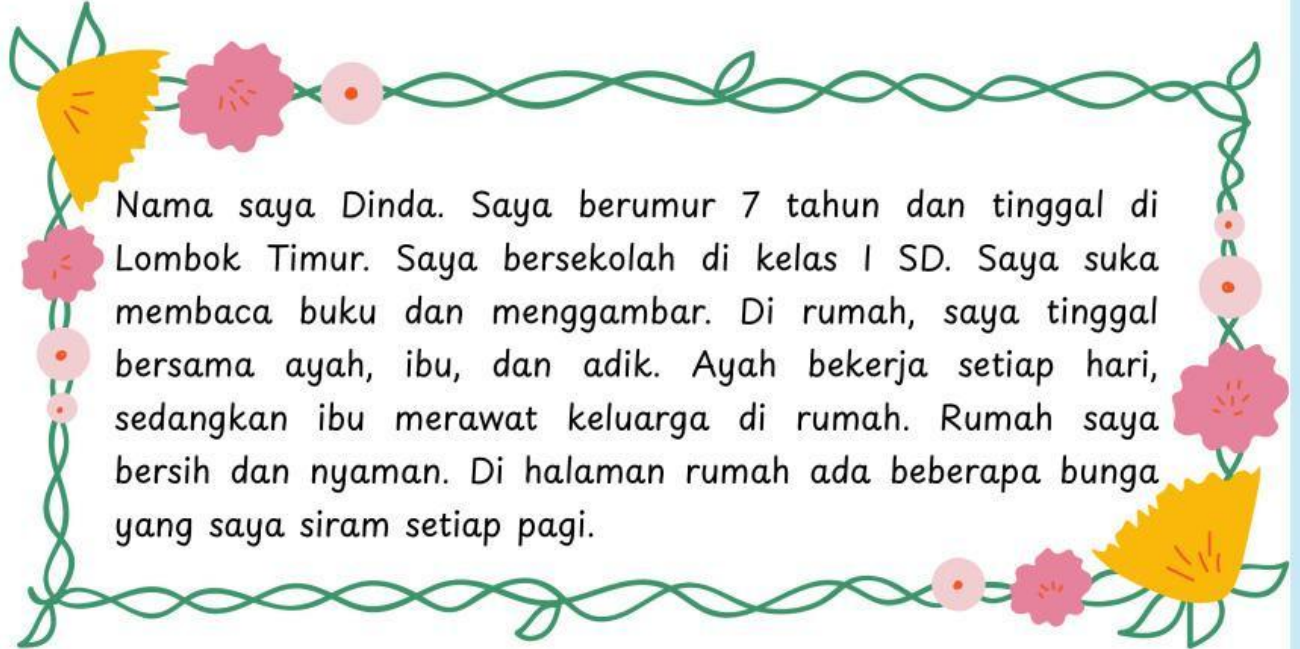 Nama saya Dinda. Saya berumur 7 tahun dan tinggal di
Lombok Timur. Saya bersekolah di kelas I SD. Saya suka
membaca buku dan menggambar. Di rumah, saya tinggal
bersama ayah, ibu, dan adik. Ayah bekerja setiap hari,
sedangkan ibu merawat keluarga di rumah. Rumah saya
bersih dan nyaman. Di halaman rumah ada beberapa bunga
yang saya siram setiap pagi.